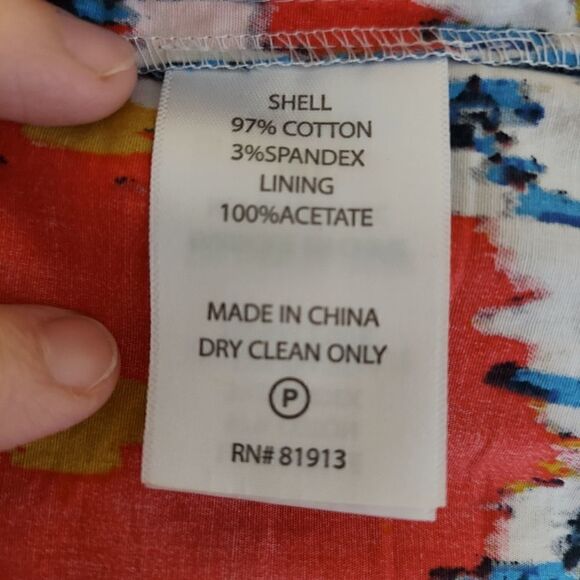 SHELL
97% COTTON
3%SPANDEX
LINING
100%ACETATE
MADE IN CHINA
DRY CLEAN ONLY
P
RN# 81913